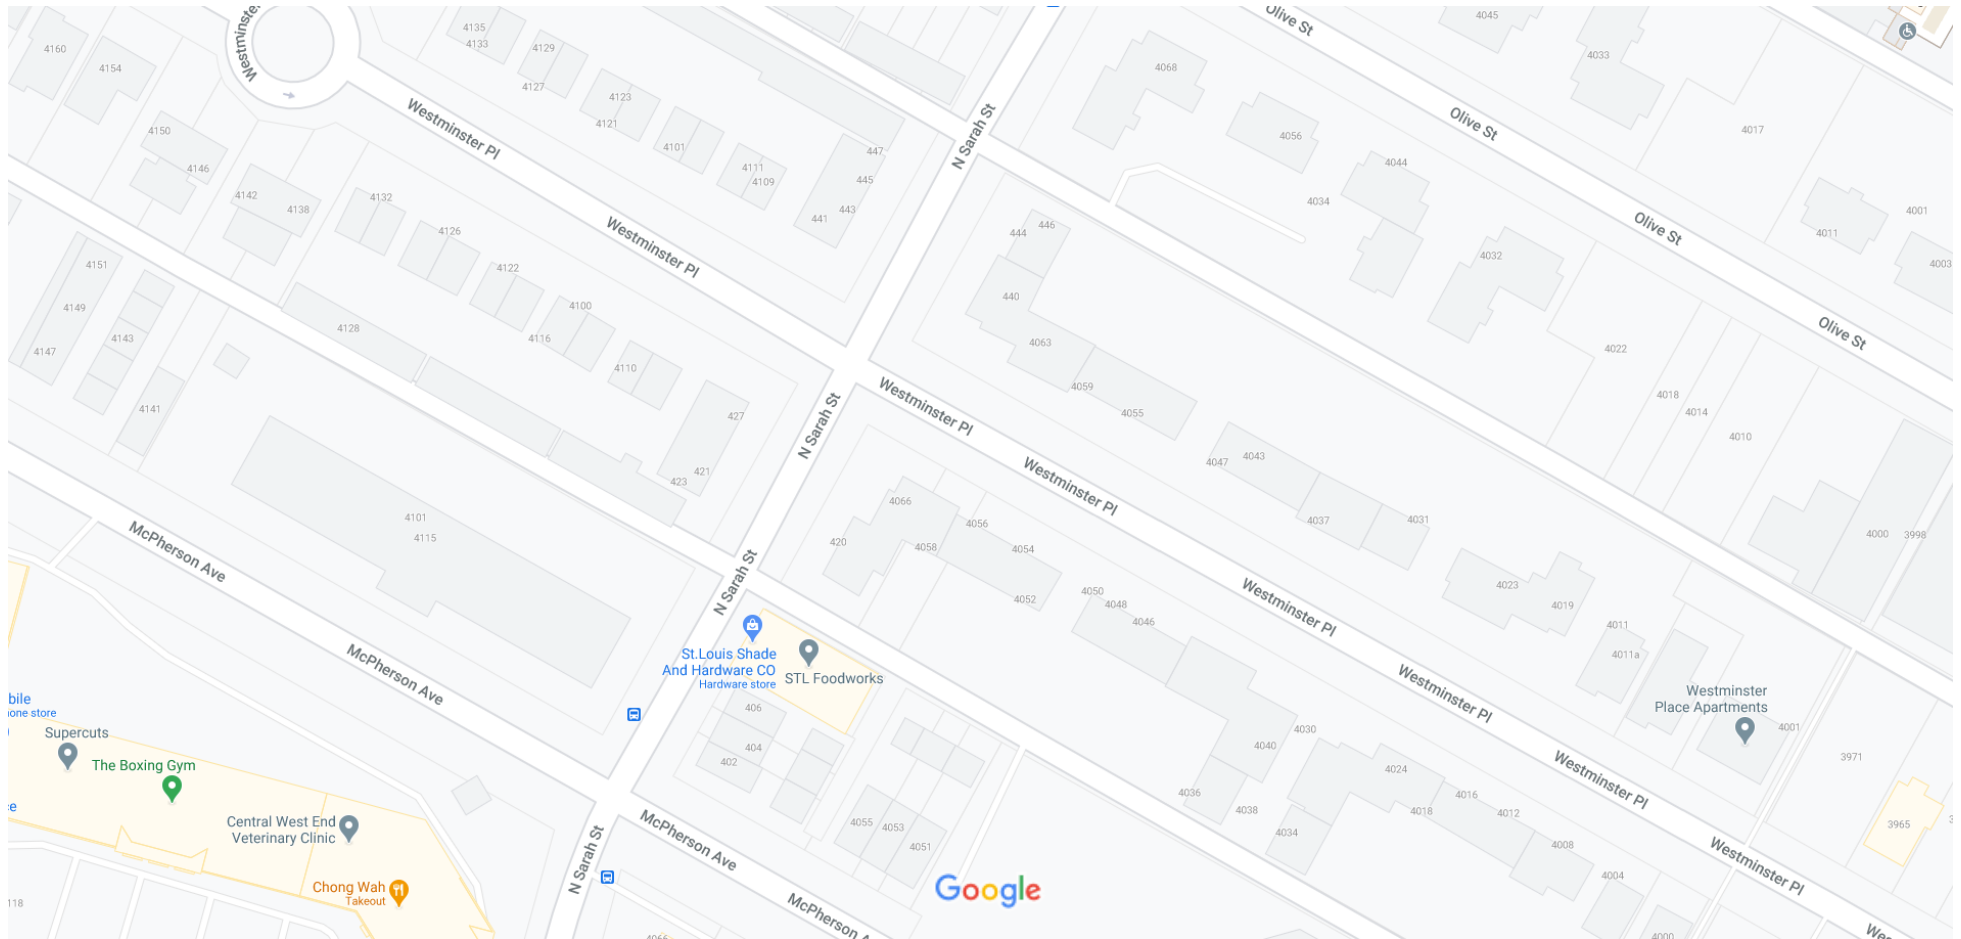 Westminster
4135
4133
4129
4127
4123
4121
4101
4111
4109
447
445
443
441
4160
4154
4150
4146
4142
4138
4132
4126
4122
4100
4116
4110
427
421
423
4128
4151
4149
4147
4143
4141
4101
4115
Westminster Pl
Westminster Pl
N Sarah St
Olive St
4045
4033
4017
4068
4056
4044
4034
4032
4022
4018
4014
4010
4011
4001
4003
4000
3998
Olive St
Olive St
Olive St
446
444
440
4063
4059
4055
4047
4043
4037
4031
4023
4019
4011
4011a
Westminster Pl
Westminster Pl
Westminster Pl
Westminster Pl
Westminster Pl
Westminster Pl
N Sarah St
N Sarah St
N Sarah St
4066
420
4058
4056
4054
4052
4050
4048
4046
4040
4030
4036
4038
4034
4024
4018
4016
4012
4008
4004
4000
Westminster
Place Apartments
4001
3971
3965
St.Louis Shade
And Hardware CO
Hardware store
STL Foodworks
406
404
402
4055
4053
4051
McPherson Ave
McPherson Ave
McPherson Ave
McPherson A
bile
one store
Supercuts
The Boxing Gym
ce
Central West End
Veterinary Clinic
Chong Wah
Takeout
118
4066
Google
Wes